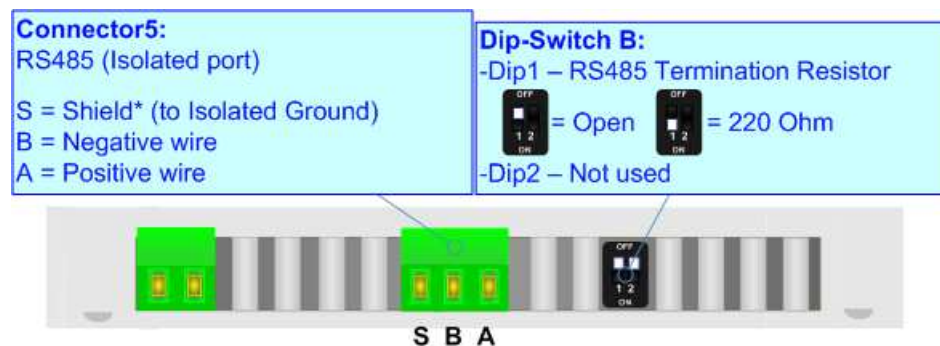 Connector5:
RS485 (Isolated port)
S = Shield* (to Isolated Ground)
B = Negative wire
A = Positive wire
Dip-Switch B:
-Dip1 – RS485 Termination Resistor
OFF
1 2
ON
= Open
OFF
1 2
ON
= 220 Ohm
-Dip2 – Not used
OFF
1 2
ON
S B A